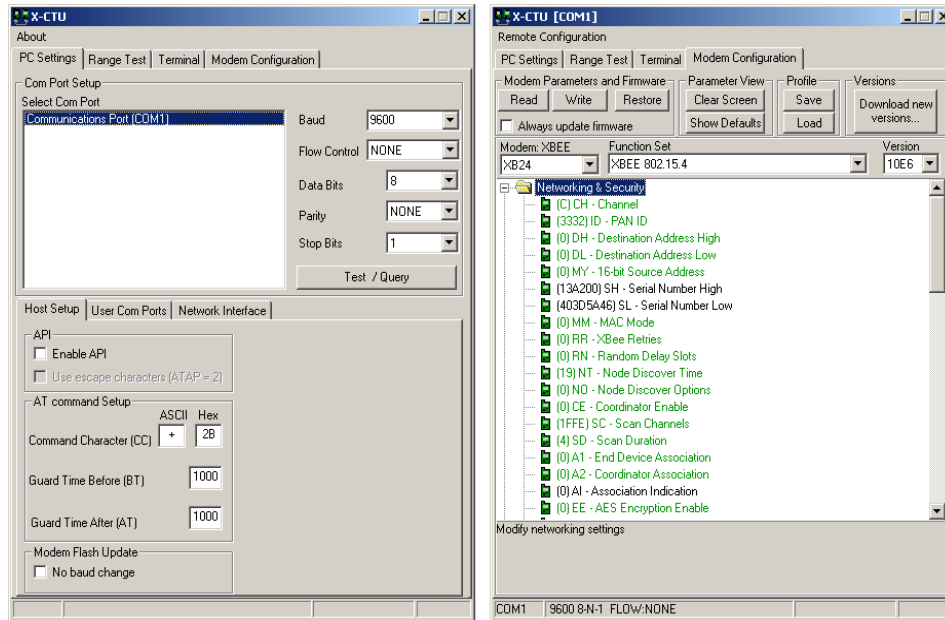 X-CTU
About
PC Settings Range Test Terminal Modem Configuration
Com Port Setup
Select Com Port
Communications Port (COM1)
Baud 9600
Flow Control NONE
Data Bits 8
Parity NONE
Stop Bits 1
Test / Query
Host Setup User Com Ports Network Interface
API
Enable API
Use escape characters (ATAP = 2)
AT command Setup
ASCII Hex
Command Character (CC) + 2B
Guard Time Before (BT) 1000
Guard Time After (AT) 1000
Modem Flash Update
No baud change
X-CTU [COM1]
Remote Configuration
PC Settings Range Test Terminal Modem Configuration
Modem Parameters and Firmware Parameter View Profile Versions
Read Write Restore Clear Screen Save Download new versions...
Always update firmware Show Defaults Load
Modem: XBEE Function Set Version
XB24 XBEE 802.15.4 10E6
Networking & Security
(C) CH - Channel
(3332) ID - PAN ID
(0) DH - Destination Address High
(0) DL - Destination Address Low
(0) MY - 16-bit Source Address
(13A200) SH - Serial Number High
(403D5A46) SL - Serial Number Low
(0) MM - MAC Mode
(0) RR - XBee Retries
(0) RN - Random Delay Slots
(19) NT - Node Discover Time
(0) NO - Node Discover Options
(0) CE - Coordinator Enable
(1FFE) SC - Scan Channels
(4) SD - Scan Duration
(0) A1 - End Device Association
(0) A2 - Coordinator Association
(0) AI - Association Indication
(0) EE - AES Encryption Enable
Modify networking settings
COM1 9600 8-N-1 FLOW:NONE